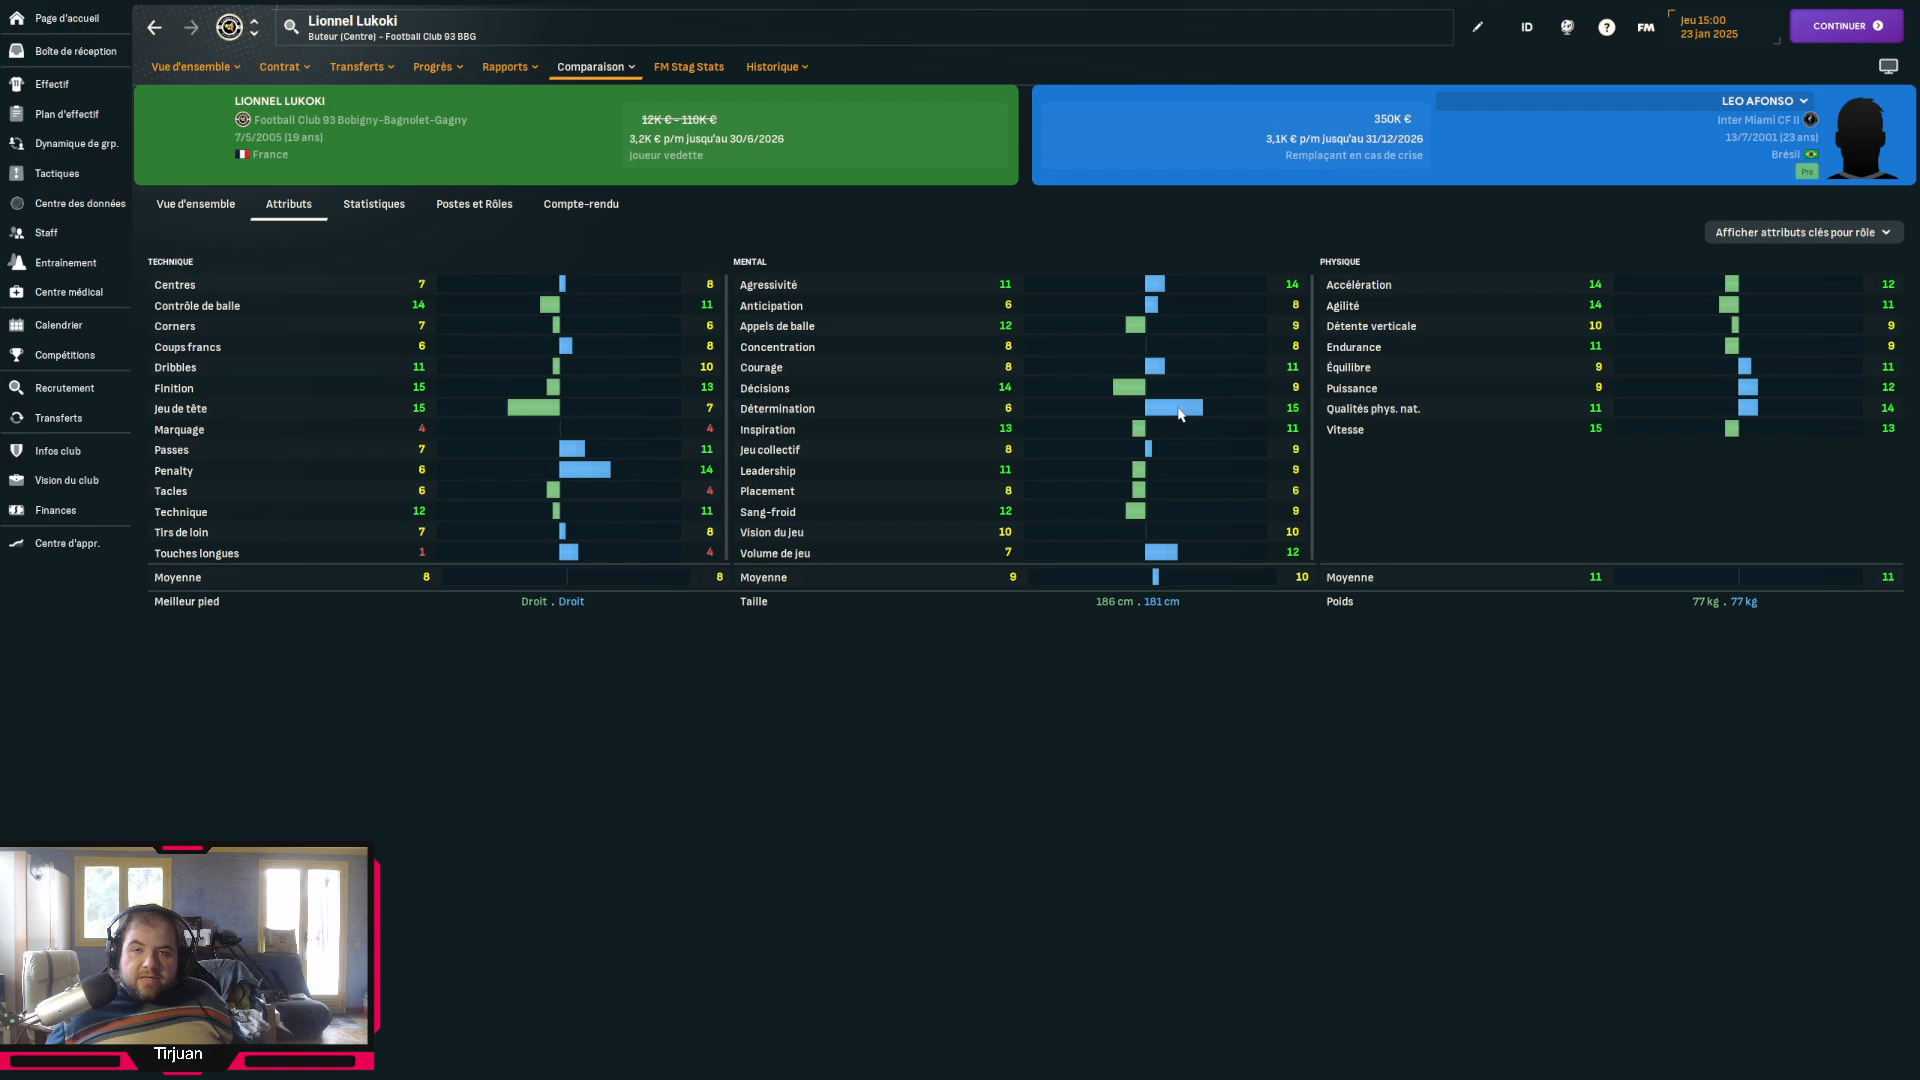 Page d'accueil
Boîte de réception
Effectif
Plan d'effectif
Dynamique de grp.
Tactiques
Centre des données
Staff
Entraînement
Centre médical
Calendrier
Compétitions
Recrutement
Transferts
Infos club
Vision du club
Finances
Centre d'appr.
Lionnel Lukoki
Buteur (Centre) - Football Club 93 BBG
ID
?
FM
Jeu 15:00
23 jan 2025
CONTINUER
Vue d'ensemble Contrat Transferts Progrès Rapports Comparaison FM Stag Stats Historique
LIONNEL LUKOKI
Football Club 93 Bobigny-Bagnolet-Gagny
7/5/2005 (19 ans)
France
12K € - 110K €
3,2K € p/m jusqu'au 30/6/2026
Joueur vedette
350K €
3,1K € p/m jusqu'au 31/12/2026
Remplaçant en cas de crise
LEO AFONSO
Inter Miami CF II
13/7/2001 (23 ans)
Brésil
Pre
Vue d'ensemble Attributs Statistiques Postes et Rôles Compte-rendu
Afficher attributs clés pour rôle
TECHNIQUE
Centres 7 8
Contrôle de balle 14 11
Corners 7 6
Coups francs 6 8
Dribbles 11 10
Finition 15 13
Jeu de tête 15 7
Marquage 4 4
Passes 7 11
Penalty 6 14
Tacles 6 4
Technique 12 11
Tirs de loin 7 8
Touches longues 1 4
Moyenne 8 8
Meilleur pied Droit . Droit
MENTAL
Agressivité 11 14
Anticipation 6 8
Appels de balle 12 9
Concentration 8 8
Courage 8 11
Décisions 14 9
Détermination 6 15
Inspiration 13 11
Jeu collectif 8 9
Leadership 11 9
Placement 8 6
Sang-froid 12 9
Vision du jeu 10 10
Volume de jeu 7 12
Moyenne 9 10
Taille 186 cm . 181 cm
PHYSIQUE
Accélération 14 12
Agilité 14 11
Détente verticale 10 9
Endurance 11 9
Équilibre 9 11
Puissance 9 12
Qualités phys. nat. 11 14
Vitesse 15 13
Moyenne 11 11
Poids 77 kg . 77 kg
Tirjuan